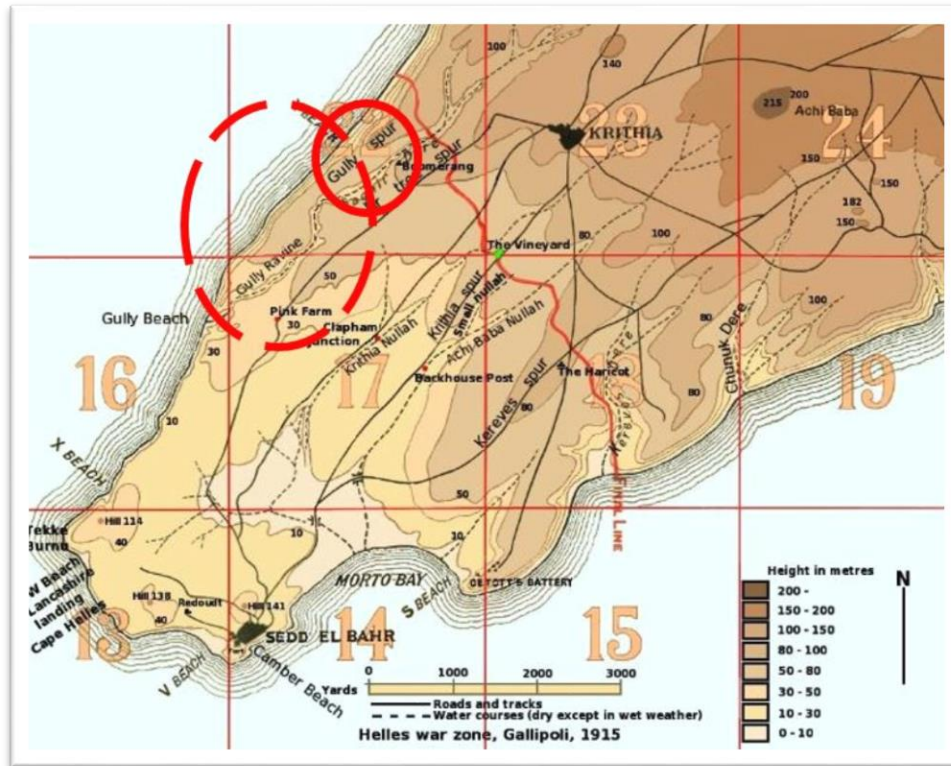 100
140
200
215
Achi Baba
22
23
24
KRITHIA
Gully spur
spur
Boomerang
150
150
182
150
80
100
The Vineyard
Gully Ravine
50
Krithia spur
Small nullah
100
Gully Beach
Pink Farm
30
Clapham
Junction
Krithia Nullah
Achi-Baba Nullah
80
Chunuk Dere
30
16
17
Backhouse Post
The Haricot
18
19
80
Kereves spur
80
10
X BEACH
50
FINAL LINE
Hill 114
Tekke
Burnu
40
10
10
W Beach
Lancashire
landing
Cape Helles
MORTO BAY
S BEACH
DE TOTT'S BATTERY
Hill 138
Redoubt
40
Hill 141
13
14
15
SEDD EL BAHR
V BEACH
Camber Beach
Height in metres
200 -
150 - 200
100 - 150
80 - 100
50 - 80
30 - 50
10 - 30
0 - 10
N
0 1000 2000 3000
Yards
Roads and tracks
Water courses (dry except in wet weather)
Helles war zone, Gallipoli, 1915